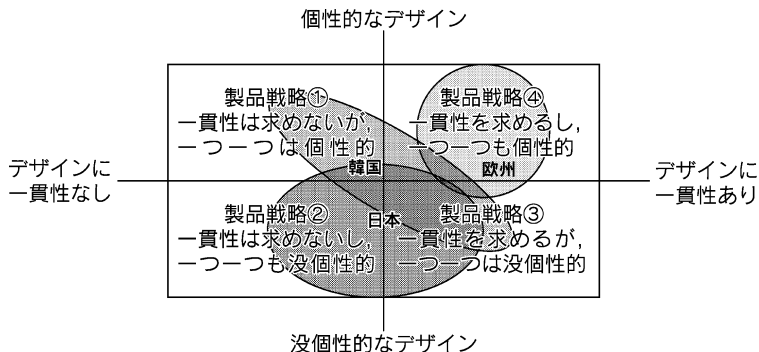 個性的なデザイン
製品戦略①
一貫性は求めないが,
一つ一つは個性的
製品戦略④
一貫性を求めるし,
一つ一つも個性的
韓国
欧州
デザインに
一貫性なし
デザインに
一貫性あり
製品戦略②
一貫性は求めないし,
一つ一つも没個性的
日本
製品戦略③
一貫性を求めるが,
一つ一つは没個性的
没個性的なデザイン